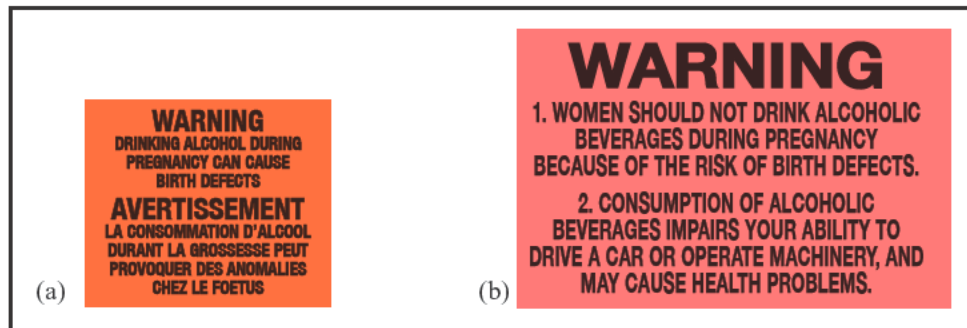 WARNING
DRINKING ALCOHOL DURING
PREGNANCY CAN CAUSE
BIRTH DEFECTS
AVERTISSEMENT
LA CONSOMMATION D'ALCOOL
DURANT LA GROSSESSE PEUT
PROVOQUER DES ANOMALIES
CHEZ LE FOETUS
(a)
WARNING
1. WOMEN SHOULD NOT DRINK ALCOHOLIC
BEVERAGES DURING PREGNANCY
BECAUSE OF THE RISK OF BIRTH DEFECTS.
2. CONSUMPTION OF ALCOHOLIC
BEVERAGES IMPAIRS YOUR ABILITY TO
DRIVE A CAR OR OPERATE MACHINERY, AND
MAY CAUSE HEALTH PROBLEMS.
(b)